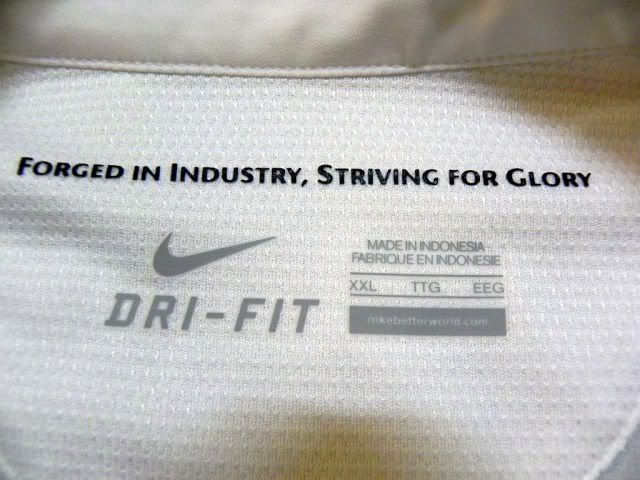 FORGED IN INDUSTRY, STRIVING FOR GLORY
DRI-FIT
MADE IN INDONESIA
FABRIQUE EN INDONESIE
XXL TTG EEG
nikebetterworld.com